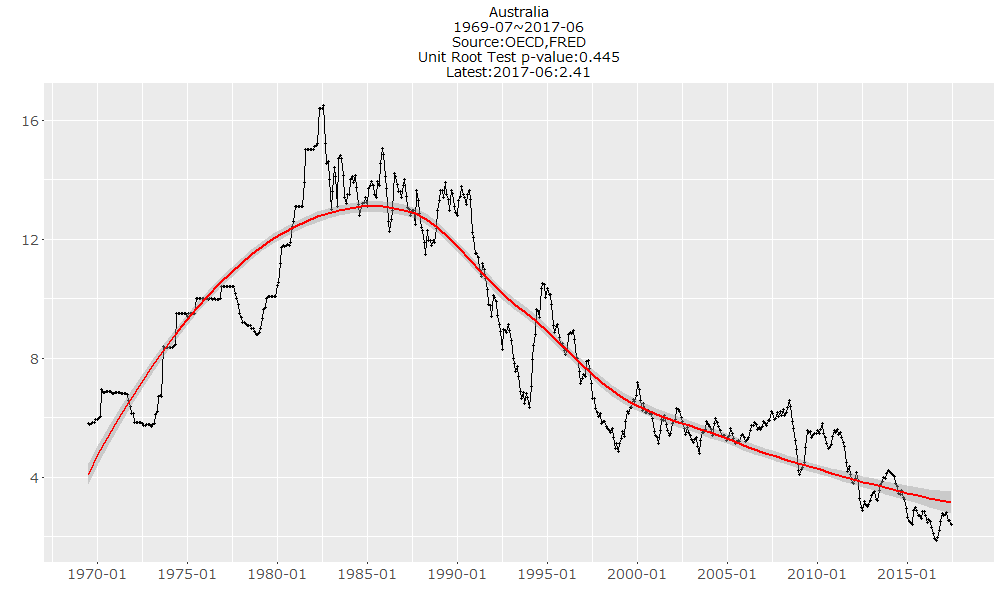 Australia
1969-07~2017-06
Source:OECD,FRED
Unit Root Test p-value:0.445
Latest:2017-06:2.41
16
12
8
4
1970-01 1975-01 1980-01 1985-01 1990-01 1995-01 2000-01 2005-01 2010-01 2015-01